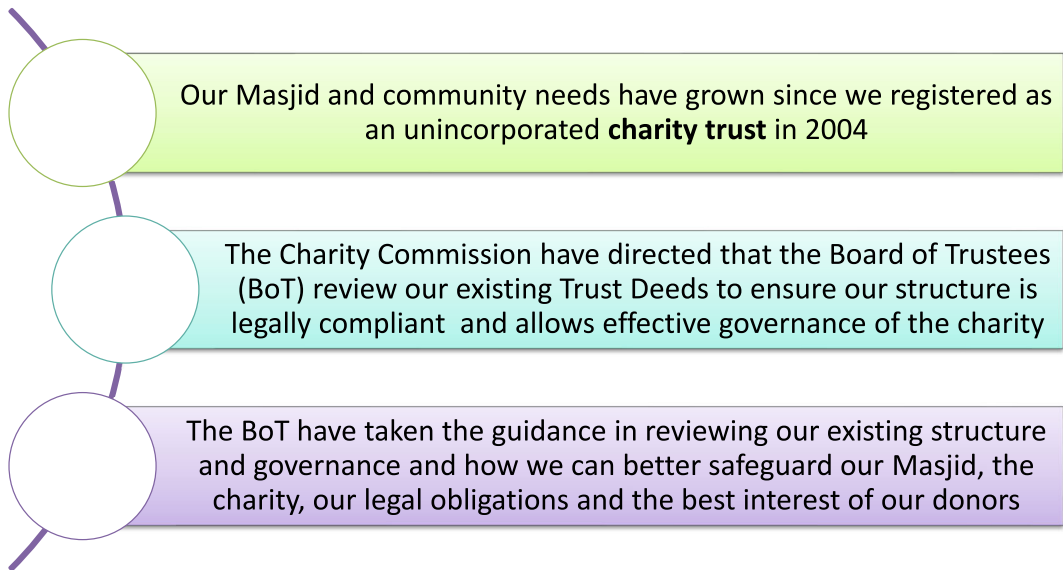 Our Masjid and community needs have grown since we registered as
an unincorporated charity trust in 2004
The Charity Commission have directed that the Board of Trustees
(BoT) review our existing Trust Deeds to ensure our structure is
legally compliant  and allows effective governance of the charity
The BoT have taken the guidance in reviewing our existing structure
and governance and how we can better safeguard our Masjid, the
charity, our legal obligations and the best interest of our donors